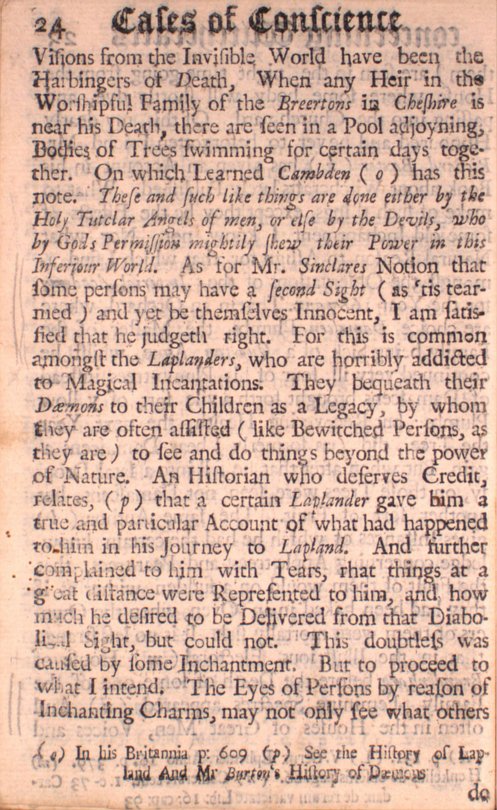 24 Cases of Conscience
Visions from the Invisible World have been the
Harbingers of Death, When any Heir in the
Worshipful Family of the Breertons in Cheshire is
near his Death, there are seen in a Pool adjoyning,
Bodies of Trees swimming for certain days toge-
ther. On which Learned Cambden ( o ) has this
note. These and such like things are done either by the
Holy Tutelar Angels of men, or else by the Devils, who
by Gods Permission mightily shew their Power in this
Inferiour World. As for Mr. Sinclares Notion that
some persons may have a second Sight ( as 'tis tear-
med ) and yet be themselves Innocent, I am satis-
fied that he judgeth right. For this is common
amongst the Laplanders, who are horribly addicted
to Magical Incantations. They bequeath their
Dæmons to their Children as a Legacy, by whom
they are often assisted ( like Bewitched Persons, as
they are ) to see and do things beyond the power
of Nature. An Historian who deserves Credit,
relates, ( p ) that a certain Laplander gave him a
true and particular Account of what had happened
to him in his Journey to Lapland. And further
complained to him with Tears, rhat things at a
great distance were Represented to him, and how
much he desired to be Delivered from that Diabo-
lical Sight, but could not. This doubtless was
caused by some Inchantment. But to proceed to
what I intend. The Eyes of Persons by reason of
Inchanting Charms, may not only see what others
(o) In his Britannia p: 609 (p) See the History of Lap-
land And Mr Burton's History of Dæmons
do